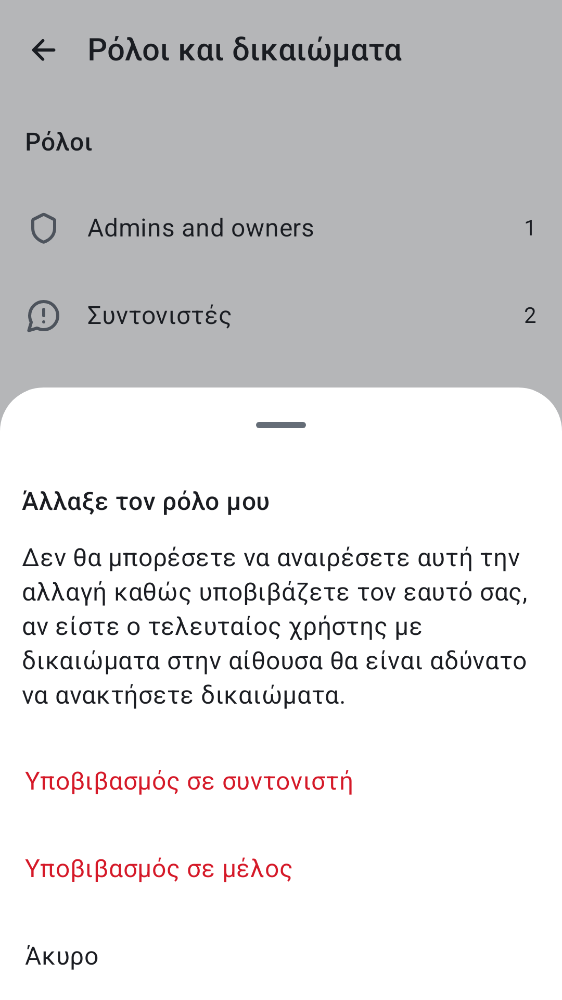 Ρόλοι και δικαιώματα
Ρόλοι
Admins and owners 1
Συντονιστές 2
Άλλαξε τον ρόλο μου
Δεν θα μπορέσετε να αναιρέσετε αυτή την
αλλαγή καθώς υποβιβάζετε τον εαυτό σας,
αν είστε ο τελευταίος χρήστης με
δικαιώματα στην αίθουσα θα είναι αδύνατο
να ανακτήσετε δικαιώματα.
Υποβιβασμός σε συντονιστή
Υποβιβασμός σε μέλος
Άκυρο